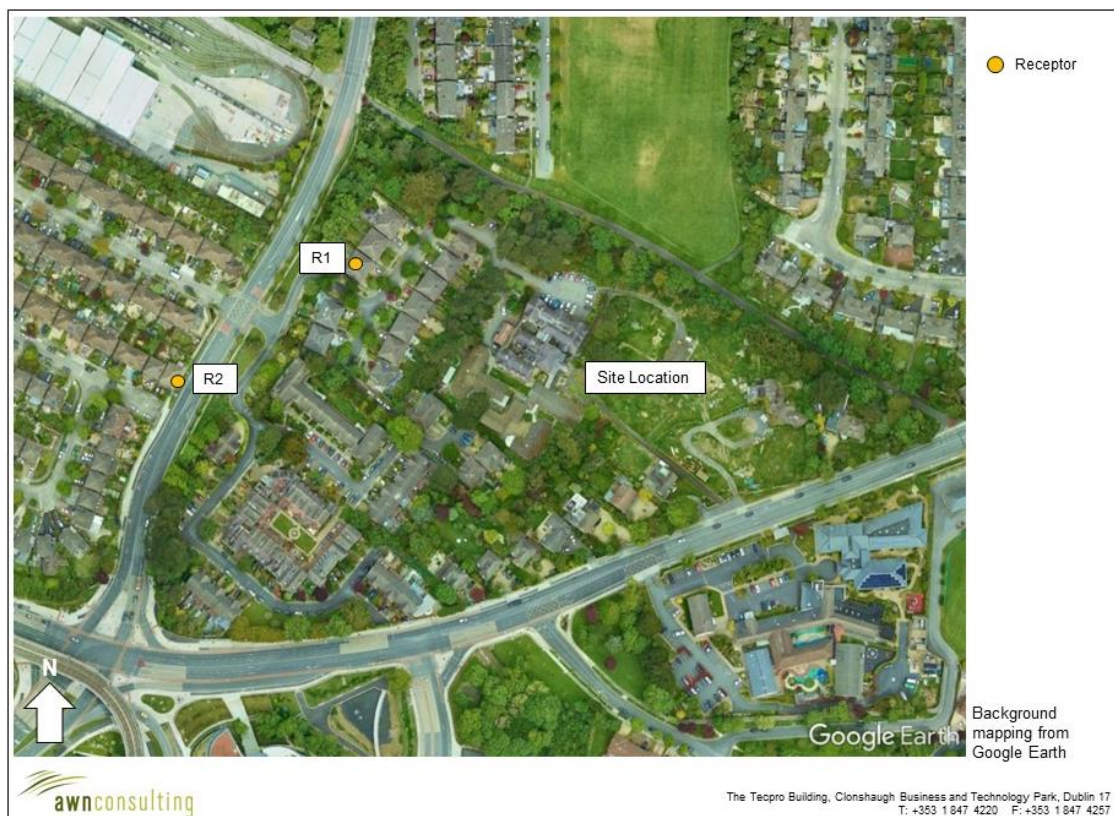 Receptor
R1
Site Location
R2
N
Google Earth
Background
mapping from
Google Earth
awnconsulting
The Tecpro Building, Clonshaugh Business and Technology Park, Dublin 17
T: +353 1 847 4220 F: +353 1 847 4257